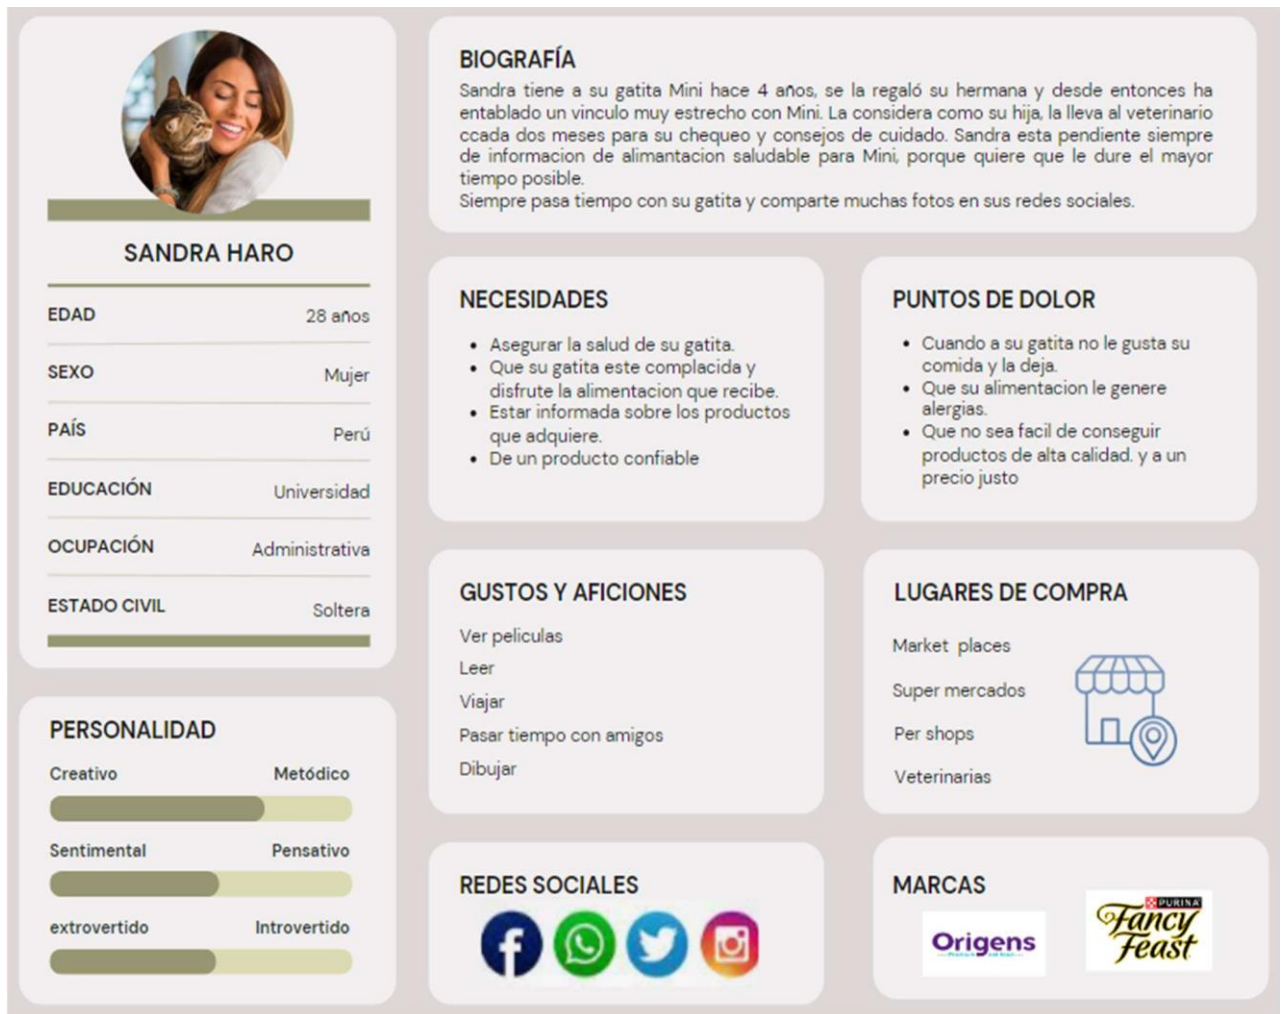 SANDRA HARO
EDAD 28 años
SEXO Mujer
PAÍS Perú
EDUCACIÓN Universidad
OCUPACIÓN Administrativa
ESTADO CIVIL Soltera
PERSONALIDAD
Creativo Metódico
Sentimental Pensativo
extrovertido Introvertido
BIOGRAFÍA
Sandra tiene a su gatita Mini hace 4 años, se la regaló su hermana y desde entonces ha
entablado un vinculo muy estrecho con Mini. La considera como su hija, la lleva al veterinario
ccada dos meses para su chequeo y consejos de cuidado. Sandra esta pendiente siempre
de informacion de alimantacion saludable para Mini, porque quiere que le dure el mayor
tiempo posible.
Siempre pasa tiempo con su gatita y comparte muchas fotos en sus redes sociales.
NECESIDADES
• Asegurar la salud de su gatita.
• Que su gatita este complacida y
disfrute la alimentacion que recibe.
• Estar informada sobre los productos
que adquiere.
• De un producto confiable
PUNTOS DE DOLOR
• Cuando a su gatita no le gusta su
comida y la deja.
• Que su alimentacion le genere
alergias.
• Que no sea facil de conseguir
productos de alta calidad. y a un
precio justo
GUSTOS Y AFICIONES
Ver peliculas
Leer
Viajar
Pasar tiempo con amigos
Dibujar
LUGARES DE COMPRA
Market places
Super mercados
Per shops
Veterinarias
REDES SOCIALES
MARCAS
Origens
PURINA
Fancy
Feast